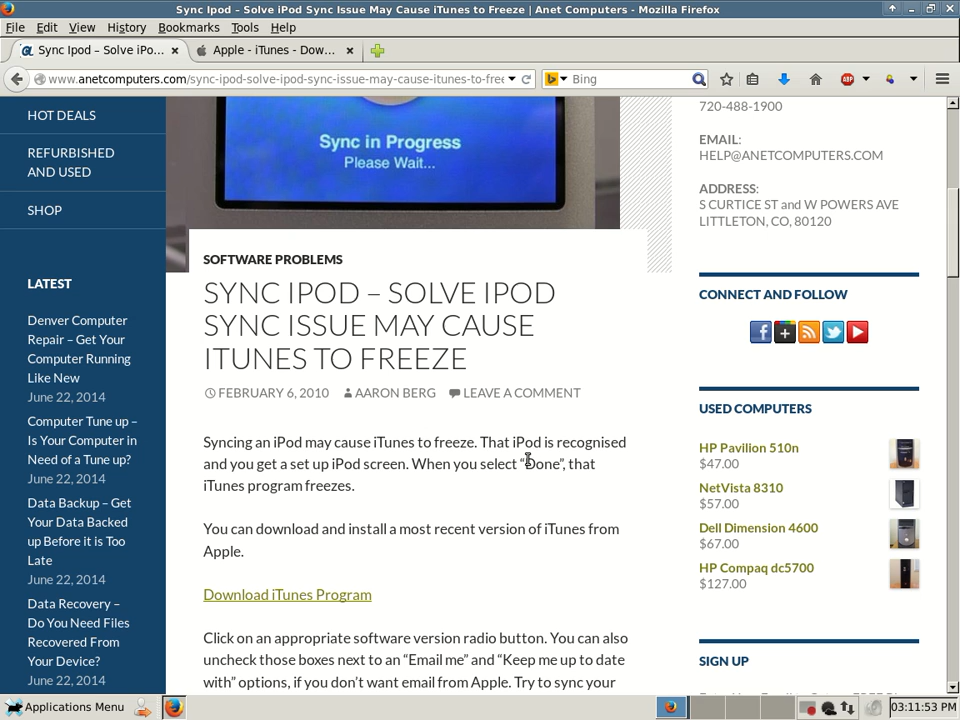 Sync Ipod – Solve iPod Sync Issue May Cause iTunes to Freeze | Anet Computers - Mozilla Firefox
File Edit View History Bookmarks Tools Help
Sync Ipod – Solve iPo... Apple - iTunes - Dow...
www.anetcomputers.com/sync-ipod-solve-ipod-sync-issue-may-cause-itunes-to-free
Bing
ABP
HOT DEALS
REFURBISHED
AND USED
SHOP
LATEST
Denver Computer
Repair – Get Your
Computer Running
Like New
June 22, 2014
Computer Tune up –
Is Your Computer in
Need of a Tune up?
June 22, 2014
Data Backup – Get
Your Data Backed
up Before it is Too
Late
June 22, 2014
Data Recovery –
Do You Need Files
Recovered From
Your Device?
June 22, 2014
Sync in Progress
Please Wait...
SOFTWARE PROBLEMS
SYNC IPOD – SOLVE IPOD
SYNC ISSUE MAY CAUSE
ITUNES TO FREEZE
FEBRUARY 6, 2010 AARON BERG LEAVE A COMMENT
Syncing an iPod may cause iTunes to freeze. That iPod is recognised
and you get a set up iPod screen. When you select “Done”, that
iTunes program freezes.
You can download and install a most recent version of iTunes from
Apple.
Download iTunes Program
Click on an appropriate software version radio button. You can also
uncheck those boxes next to an “Email me” and “Keep me up to date
with” options, if you don’t want email from Apple. Try to sync your
720-488-1900
EMAIL:
HELP@ANETCOMPUTERS.COM
ADDRESS:
S CURTICE ST and W POWERS AVE
LITTLETON, CO, 80120
CONNECT AND FOLLOW
USED COMPUTERS
HP Pavilion 510n
$47.00
NetVista 8310
$57.00
Dell Dimension 4600
$67.00
HP Compaq dc5700
$127.00
SIGN UP
Applications Menu
03:11:53 PM